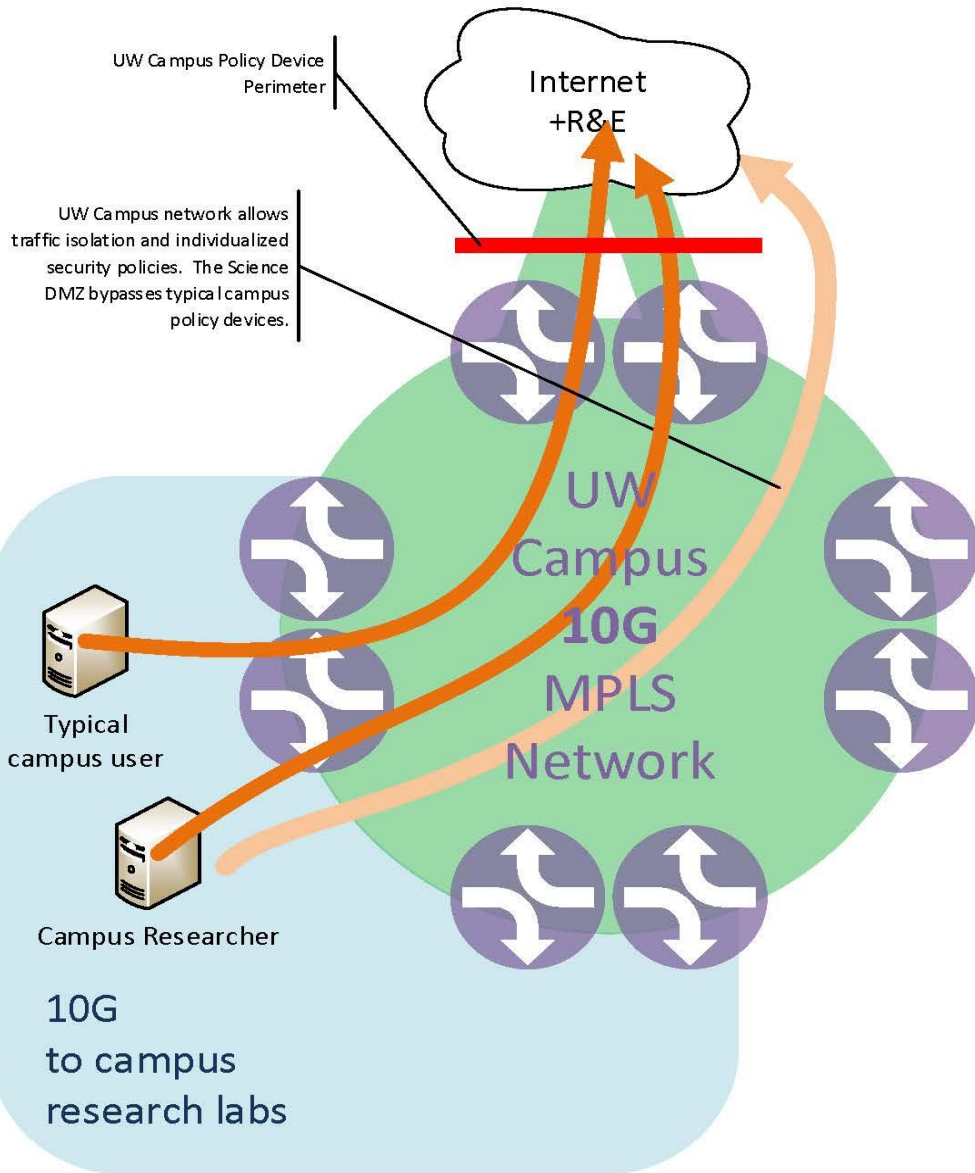 UW Campus Policy Device
Perimeter
Internet
+R&E
UW Campus network allows
traffic isolation and individualized
security policies.  The Science
DMZ bypasses typical campus
policy devices.
UW
Campus
10G
MPLS
Network
Typical
campus user
Campus Researcher
10G
to campus
research labs